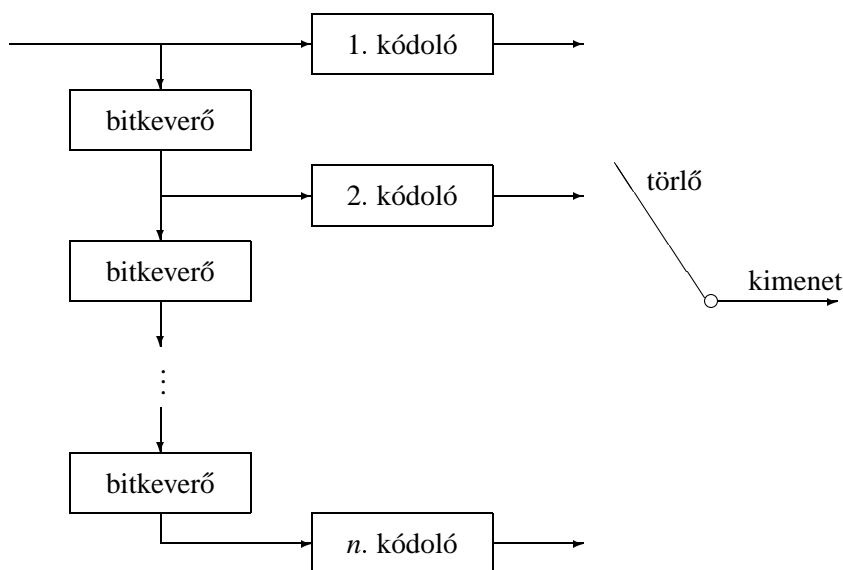 1. kódoló
bitkeverő
2. kódoló
törlő
bitkeverő
kimenet
⋮
bitkeverő
n. kódoló